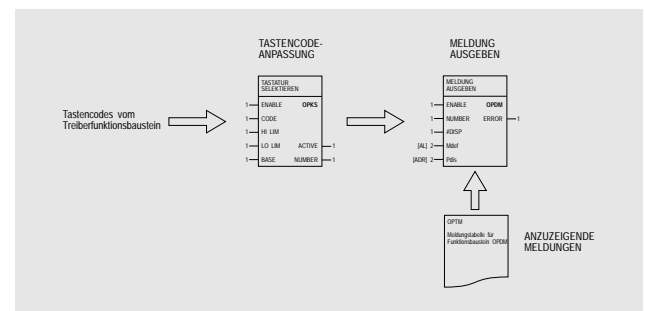 TASTENCODE-
ANPASSUNG
MELDUNG
AUSGEBEN
Tastencodes vom
Treiberfunktionsbaustein
TASTATUR
SELEKTIEREN
1 ENABLE OPKS
1 CODE
1 HI LIM
1 LO LIM ACTIVE 1
1 BASE NUMBER 1
MELDUNG
AUSGEBEN
1 ENABLE OPDM
1 NUMBER ERROR 1
1 #DISP
[AL] 2 Mdef
[ADR] 2 Pdis
OPTM
Meldungstabelle für
Funktionsbaustein OPDM
ANZUZEIGENDE
MELDUNGEN